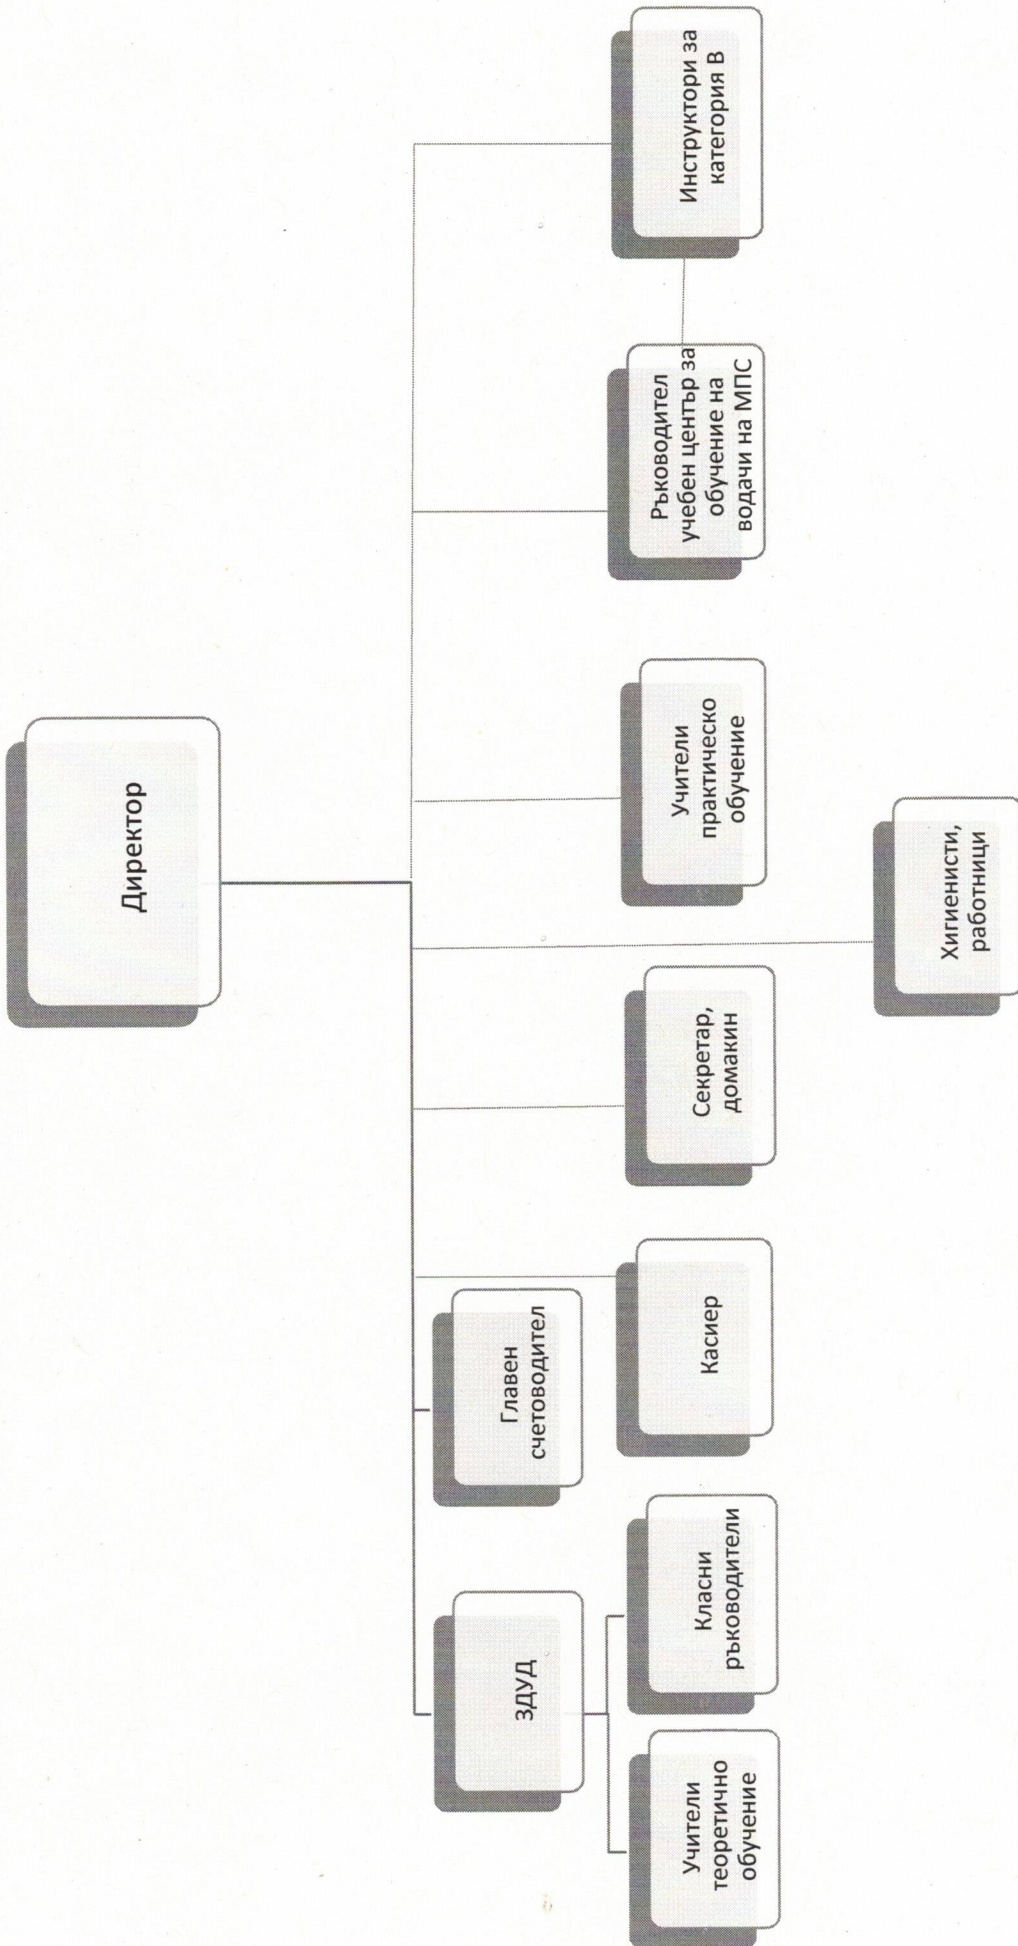 Директор
ЗДУД
Главен
счетоводител
Учители
теоретично
обучение
Класни
ръководители
Касиер
Секретар,
домакин
Учители
практическо
обучение
Ръководител
учебен център за
обучение на
водачи на МПС
Инструктори за
категория В
Хигиенисти,
работници